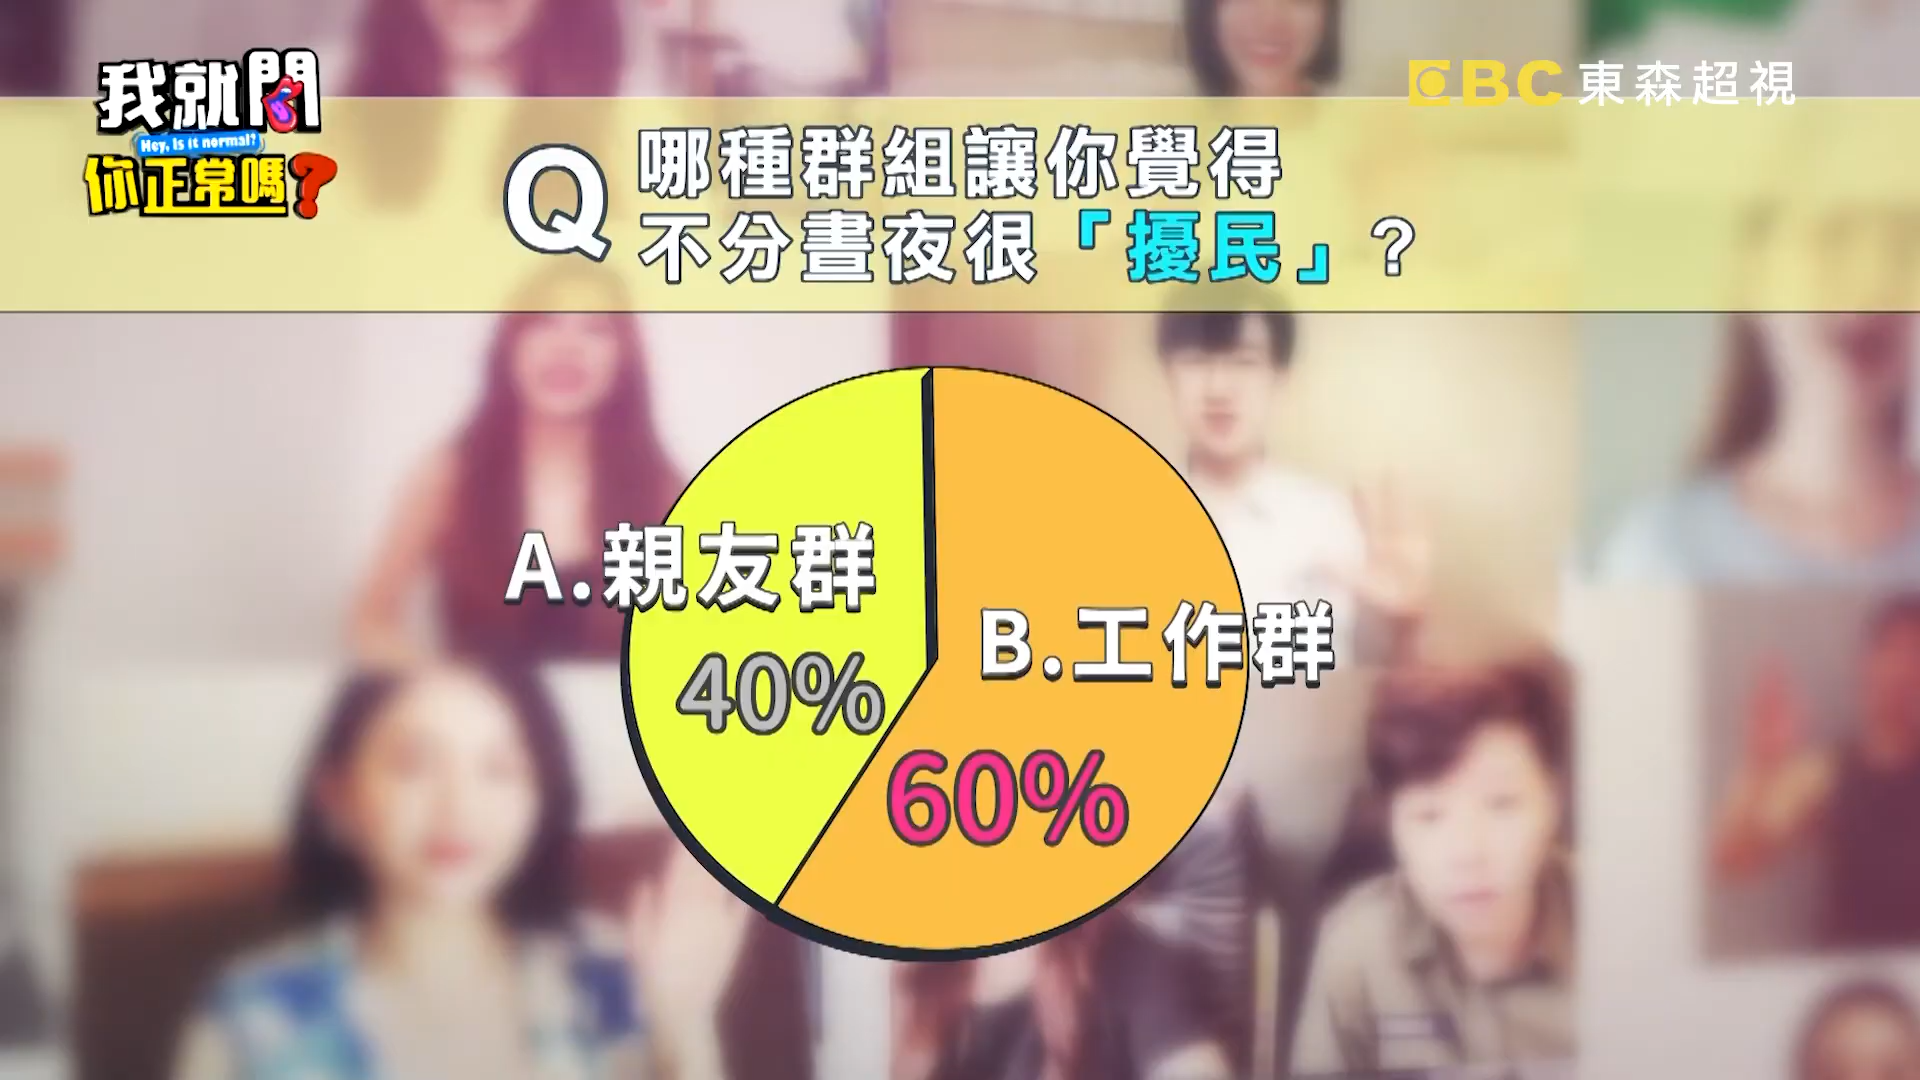 我就問
Hey, is it normal?
你正常嗎?
EBC 東森超視
Q 哪種群組讓你覺得
不分晝夜很「擾民」?
A.親友群
40%
B.工作群
60%